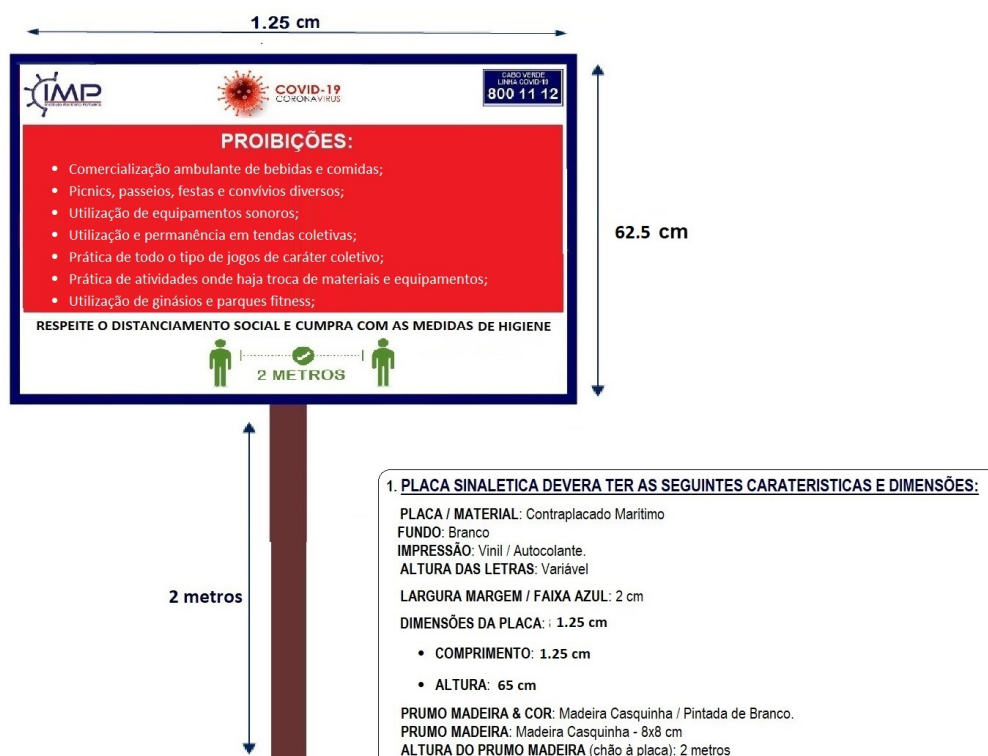 1.25 cm
IMP
COVID-19
CORONAVIRUS
CABO VERDE
LINHA COVID-19
800 11 12
PROIBIÇÕES:
• Comercialização ambulante de bebidas e comidas;
• Picnics, passeios, festas e convívios diversos;
• Utilização de equipamentos sonoros;
• Utilização e permanência em tendas coletivas;
• Prática de todo o tipo de jogos de caráter coletivo;
• Prática de atividades onde haja troca de materiais e equipamentos;
• Utilização de ginásios e parques fitness;
RESPEITE O DISTANCIAMENTO SOCIAL E CUMPRA COM AS MEDIDAS DE HIGIENE
2 METROS
62.5 cm
2 metros
1. PLACA SINALETICA DEVERA TER AS SEGUINTES CARATERISTICAS E DIMENSÕES:
PLACA / MATERIAL: Contraplacado Marítimo
FUNDO: Branco
IMPRESSÃO: Vinil / Autocolante.
ALTURA DAS LETRAS: Variável
LARGURA MARGEM / FAIXA AZUL: 2 cm
DIMENSÕES DA PLACA: 1.25 cm
• COMPRIMENTO: 1.25 cm
• ALTURA: 65 cm
PRUMO MADEIRA & COR: Madeira Casquinha / Pintada de Branco.
PRUMO MADEIRA: Madeira Casquinha - 8x8 cm
ALTURA DO PRUMO MADEIRA (chão à placa): 2 metros